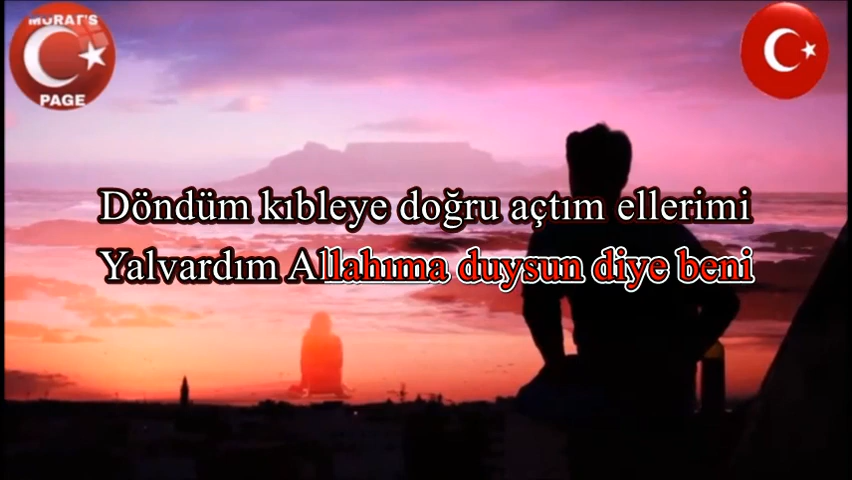 MURAT'S
PAGE
Döndüm kıbleye doğru açtım ellerimi
Yalvardım Allahıma duysun diye beni